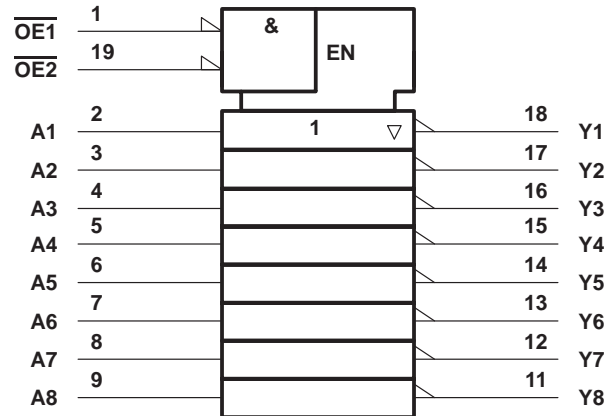 OE1 1 &
OE2 19 EN
A1 2 1 ▽ 18 Y1
A2 3 17 Y2
A3 4 16 Y3
A4 5 15 Y4
A5 6 14 Y5
A6 7 13 Y6
A7 8 12 Y7
A8 9 11 Y8